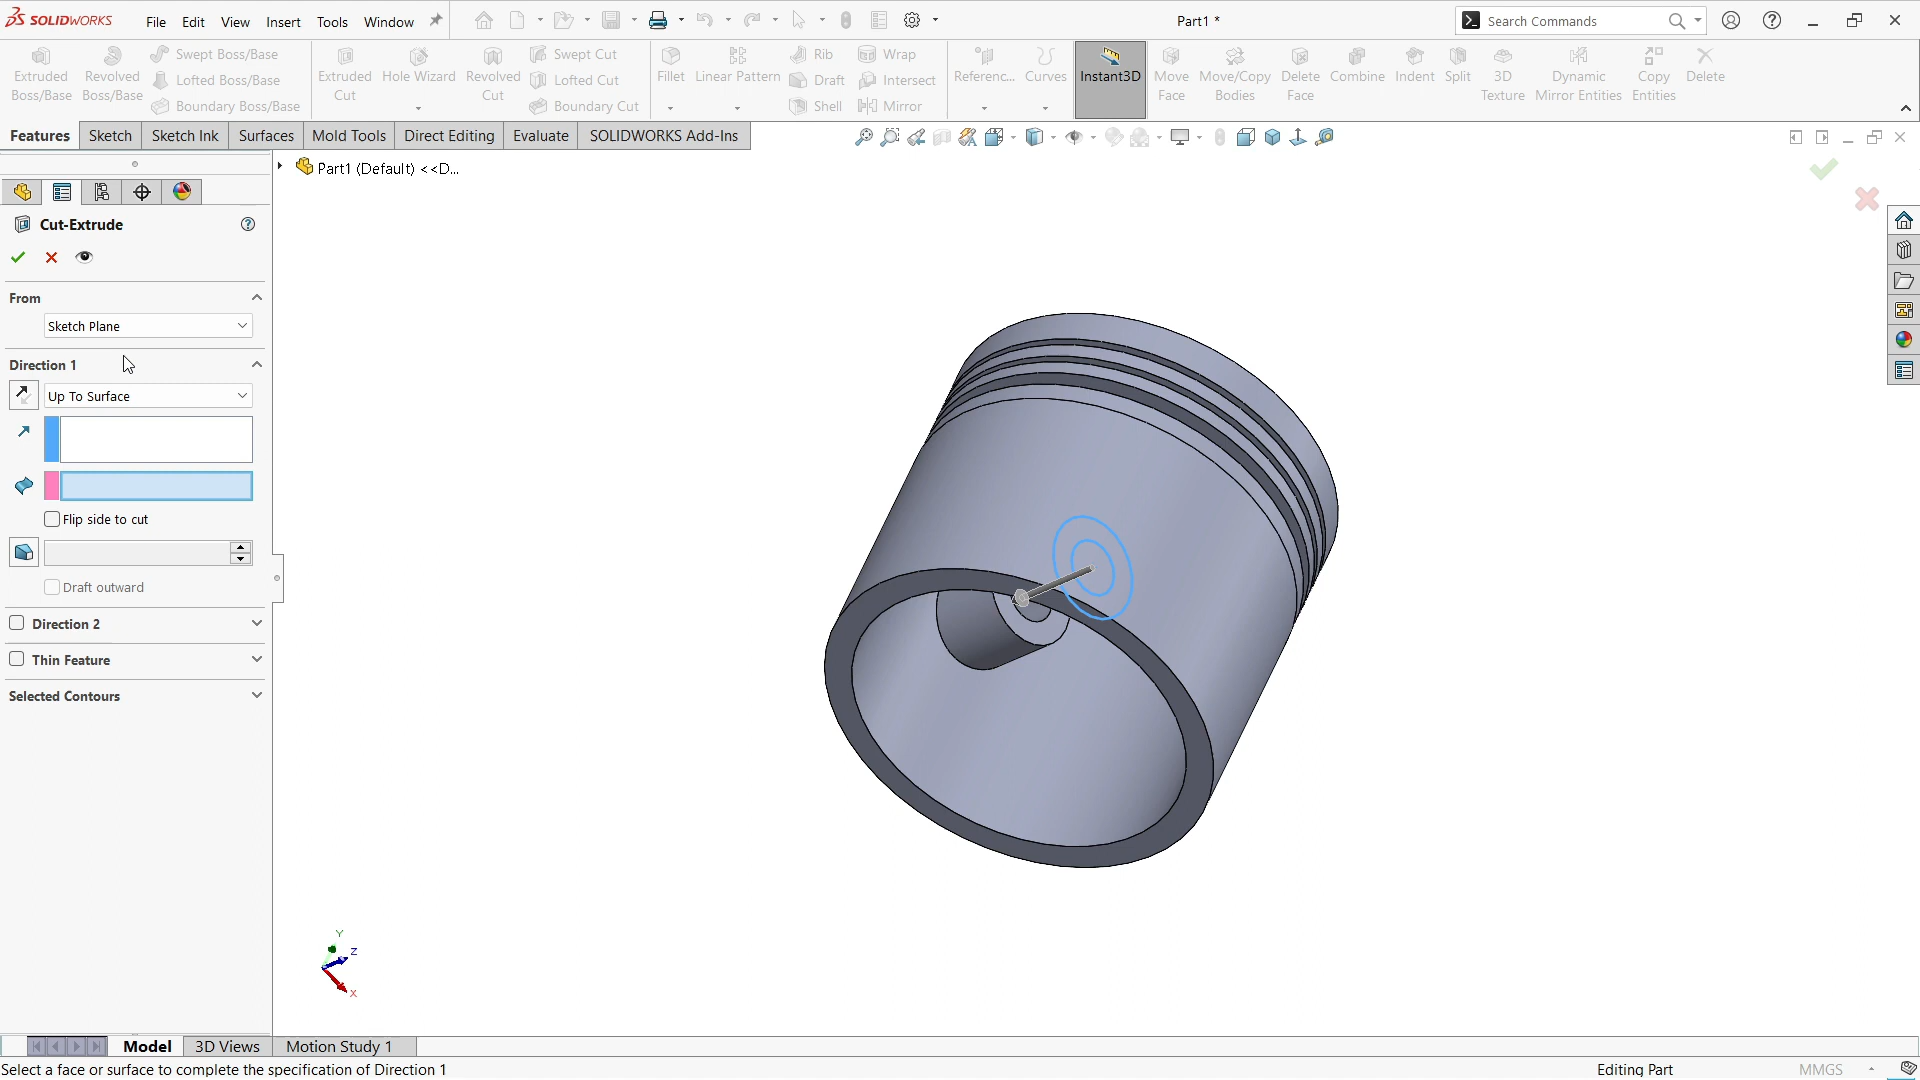 SOLIDWORKS File Edit View Insert Tools Window Part1 * Search Commands
Extruded Boss/Base
Revolved Boss/Base
Swept Boss/Base
Lofted Boss/Base
Boundary Boss/Base
Extruded Cut
Hole Wizard
Revolved Cut
Swept Cut
Lofted Cut
Boundary Cut
Fillet
Linear Pattern
Rib
Draft
Shell
Wrap
Intersect
Mirror
Referenc...
Curves
Instant3D
Move Face
Move/Copy Bodies
Delete Face
Combine
Indent
Split
3D Texture
Dynamic Mirror Entities
Copy Entities
Delete
Features Sketch Sketch Ink Surfaces Mold Tools Direct Editing Evaluate SOLIDWORKS Add-Ins
Part1 (Default) <<D...
Cut-Extrude
From
Sketch Plane
Direction 1
Up To Surface
Flip side to cut
Draft outward
Direction 2
Thin Feature
Selected Contours
Y
Z
X
Model 3D Views Motion Study 1
Select a face or surface to complete the specification of Direction 1 Editing Part MMGS